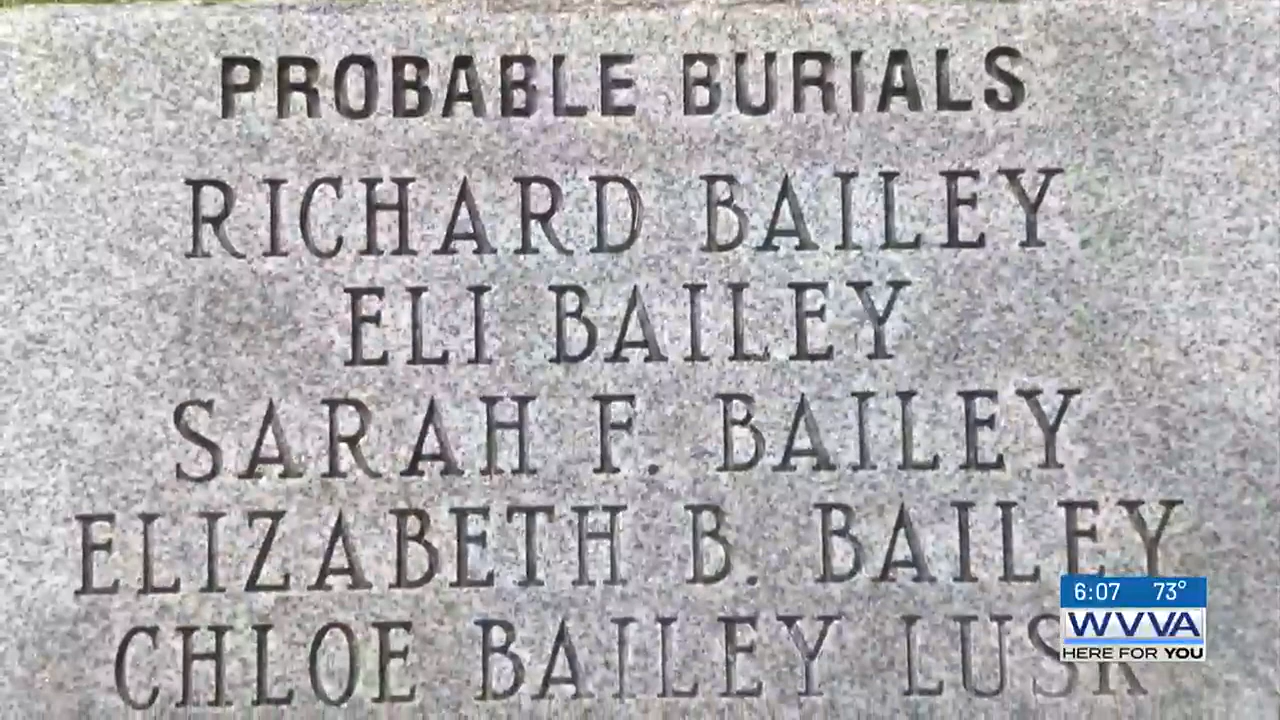 PROBABLE BURIALS
RICHARD BAILEY
ELI BAILEY
SARAH F. BAILEY
ELIZABETH B. BAILEY
CHLOE BAILEY LUSK
6:07 73°
WVVA
HERE FOR YOU